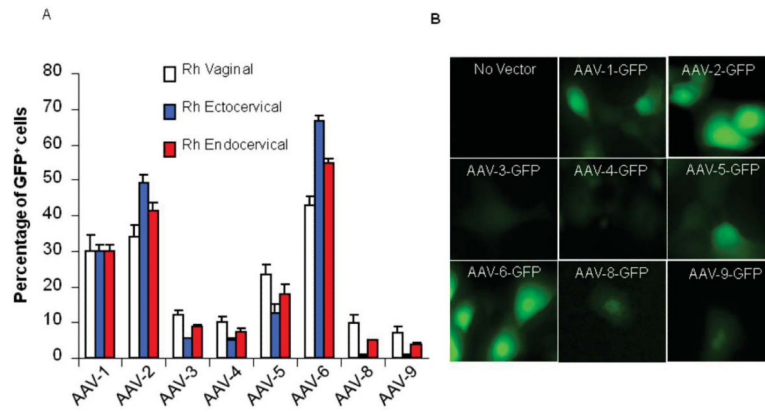 A
Percentage of GFP+ cells
80
70
60
50
40
30
20
10
0
Rh Vaginal
Rh Ectocervical
Rh Endocervical
AAV-1
AAV-2
AAV-3
AAV-4
AAV-5
AAV-6
AAV-8
AAV-9
B
No Vector
AAV-1-GFP
AAV-2-GFP
AAV-3-GFP
AAV-4-GFP
AAV-5-GFP
AAV-6-GFP
AAV-8-GFP
AAV-9-GFP